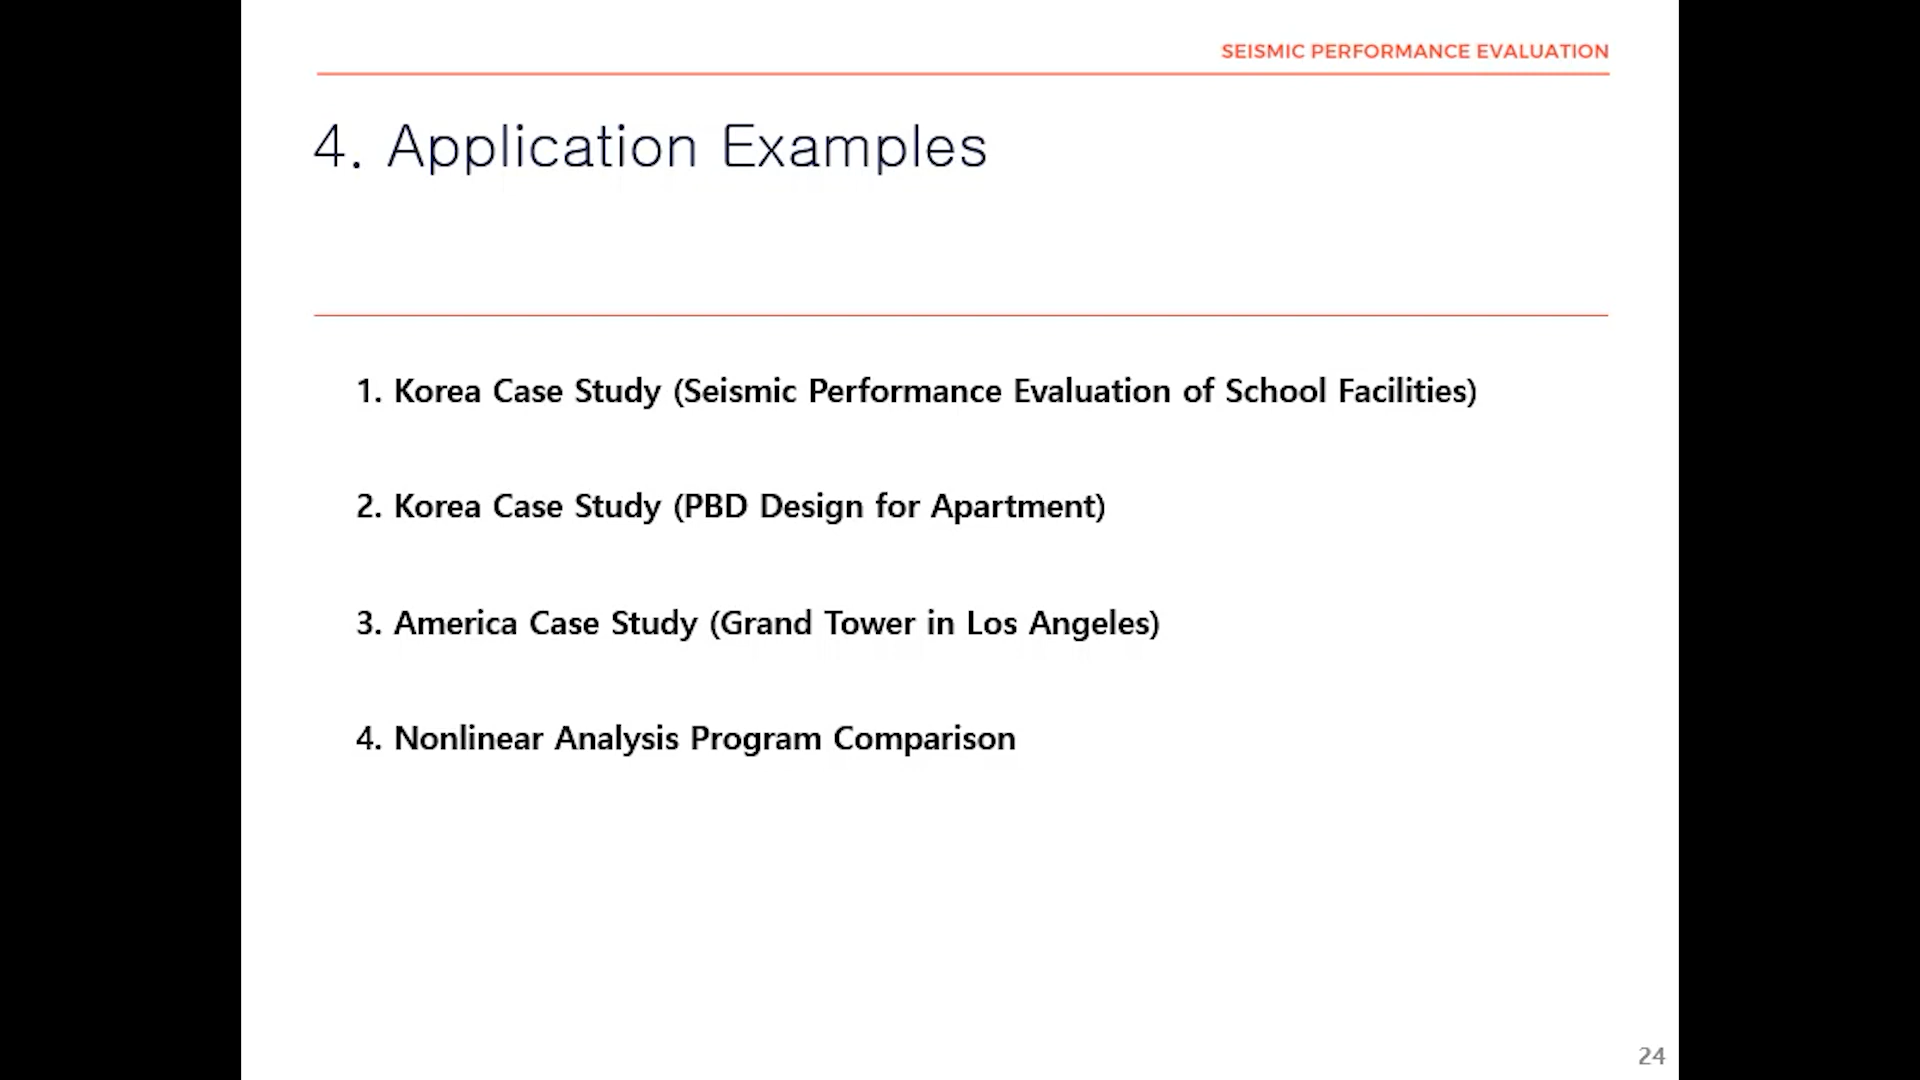 SEISMIC PERFORMANCE EVALUATION
4. Application Examples
1. Korea Case Study (Seismic Performance Evaluation of School Facilities)
2. Korea Case Study (PBD Design for Apartment)
3. America Case Study (Grand Tower in Los Angeles)
4. Nonlinear Analysis Program Comparison
24